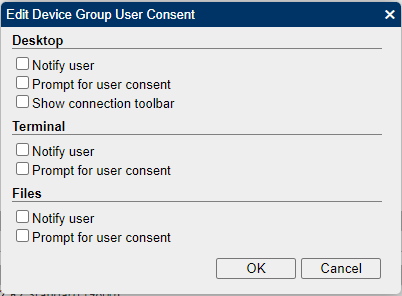 Edit Device Group User Consent
Desktop
Notify user
Prompt for user consent
Show connection toolbar
Terminal
Notify user
Prompt for user consent
Files
Notify user
Prompt for user consent
OK Cancel